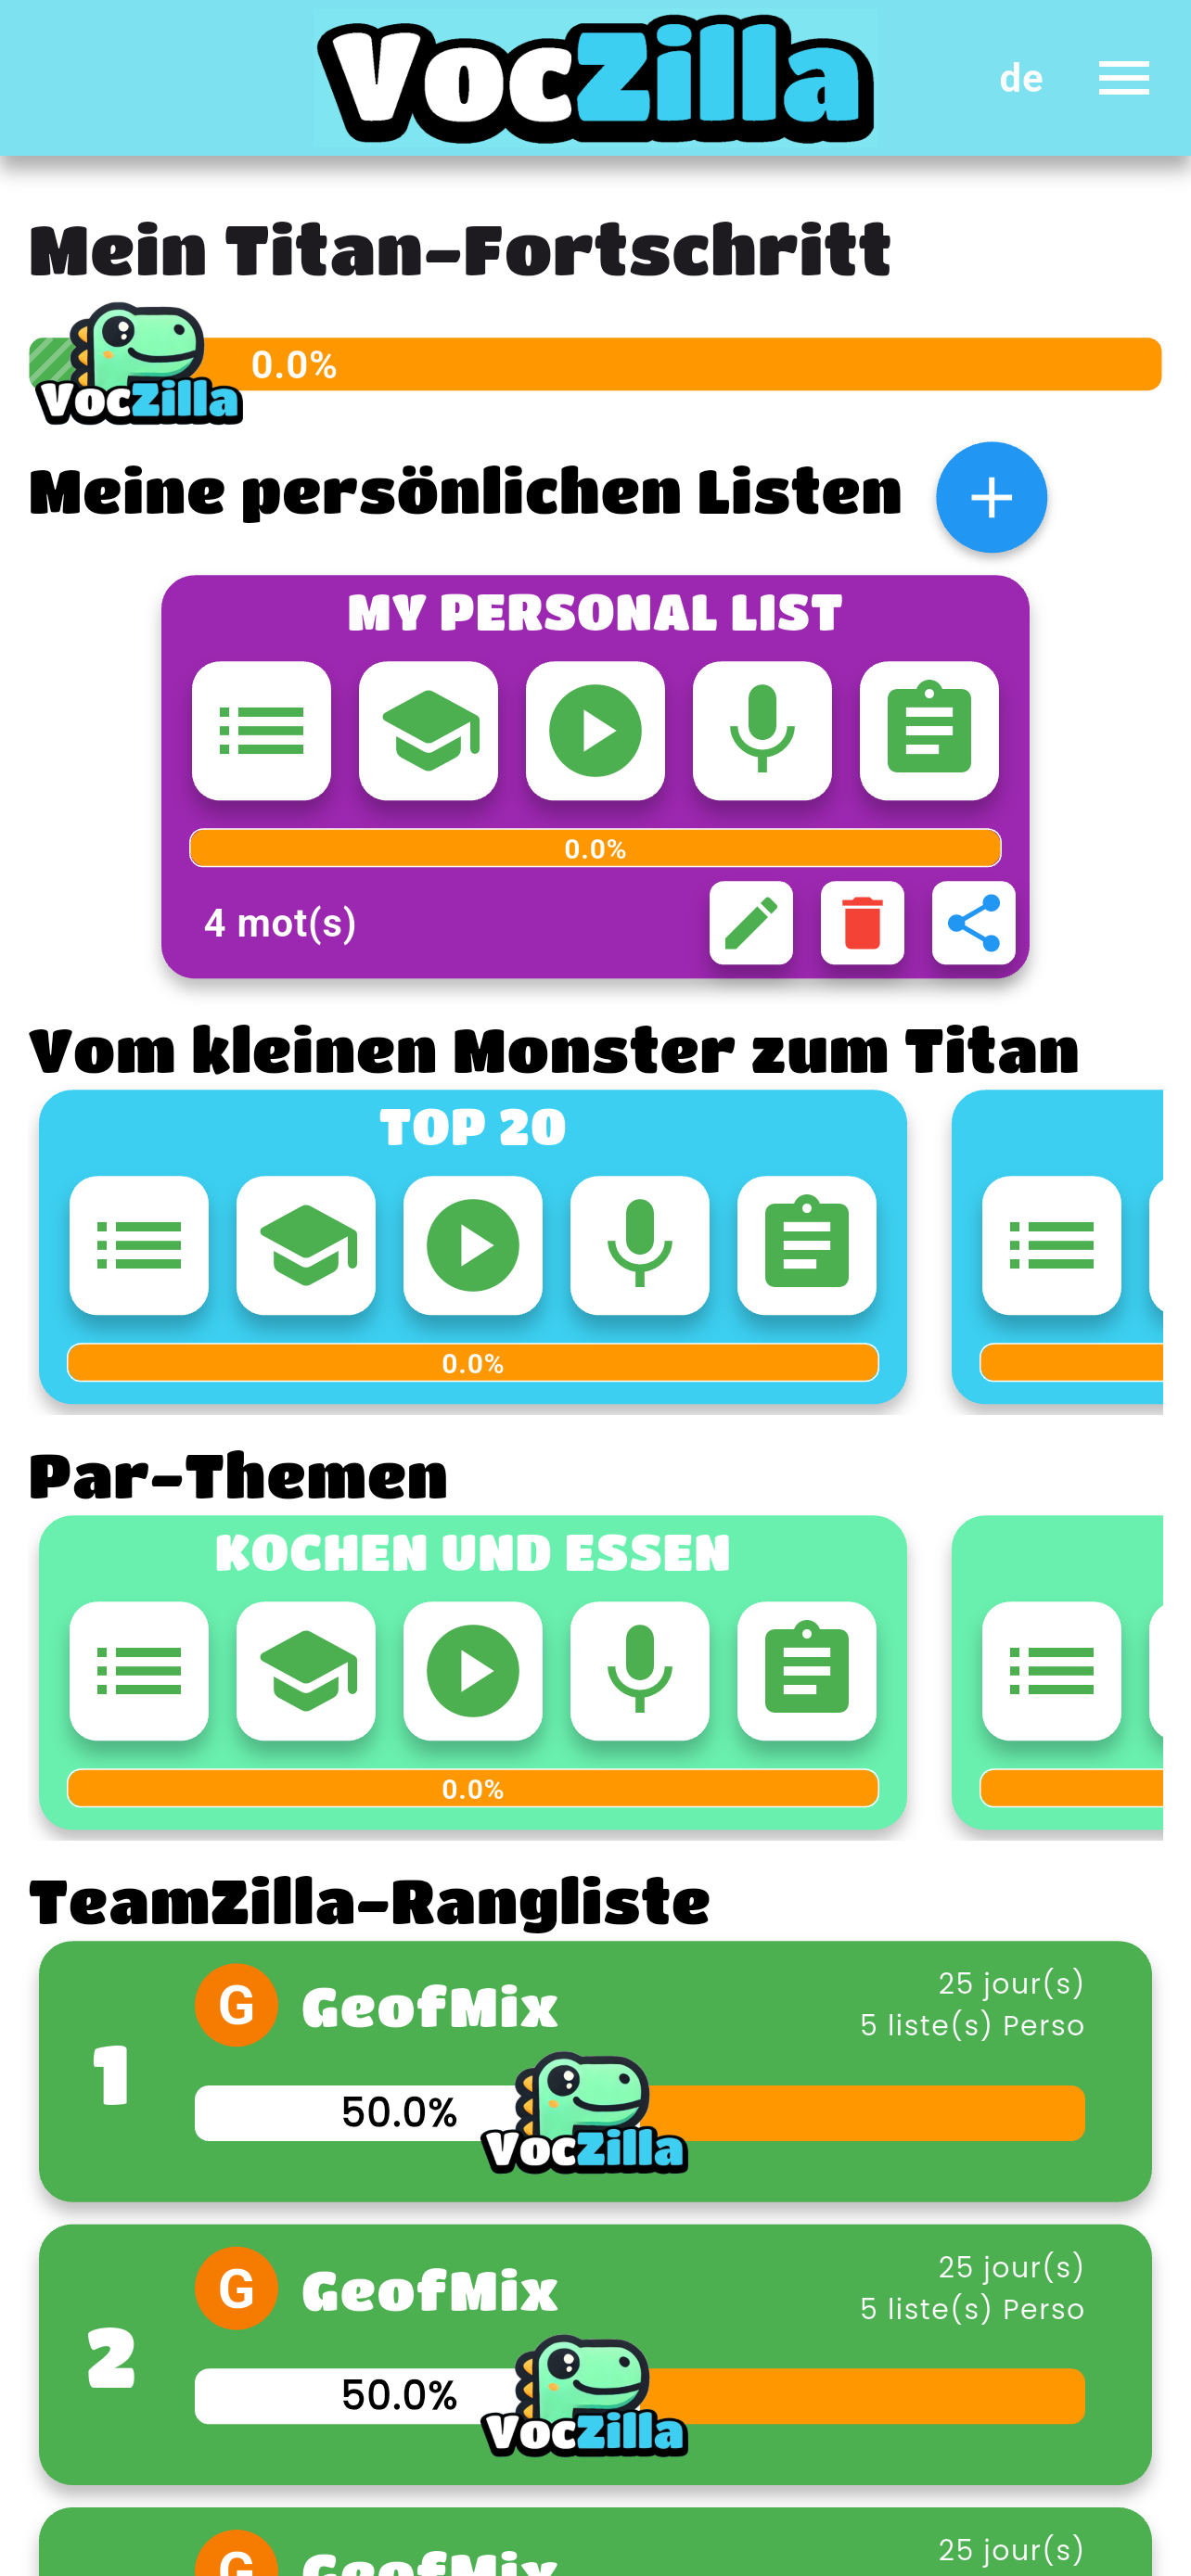 VocZilla
de
Mein Titan-Fortschritt
0.0%
VocZilla
Meine persönlichen Listen
MY PERSONAL LIST
0.0%
4 mot(s)
Vom kleinen Monster zum Titan
TOP 20
0.0%
Par-Themen
KOCHEN UND ESSEN
0.0%
TeamZilla-Rangliste
1
G GeofMix
25 jour(s)
5 liste(s) Perso
50.0%
VocZilla
2
G GeofMix
25 jour(s)
5 liste(s) Perso
50.0%
VocZilla
G GeofMix
25 jour(s)